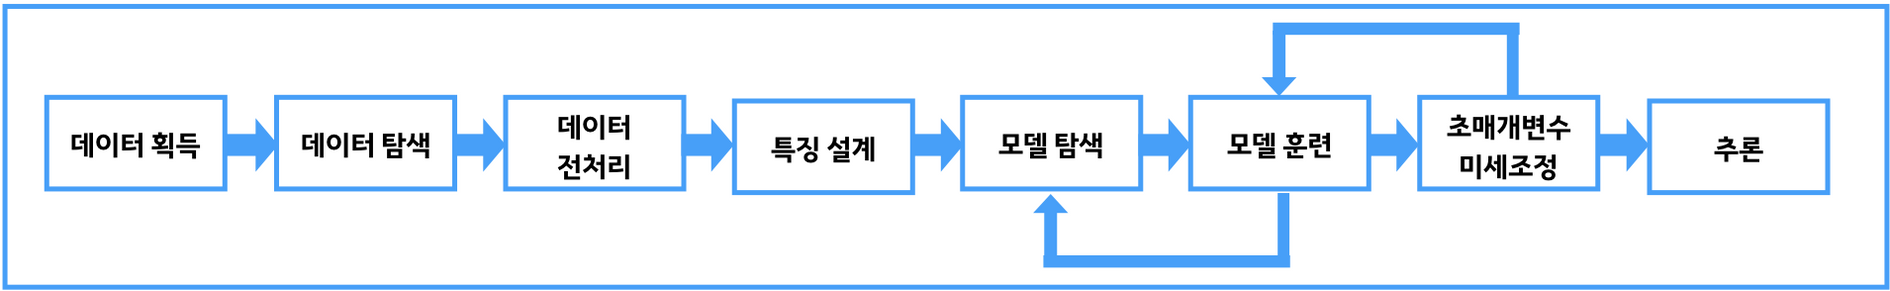 데이터 획득
데이터 탐색
데이터
전처리
특징 설계
모델 탐색
모델 훈련
초매개변수
미세조정
추론